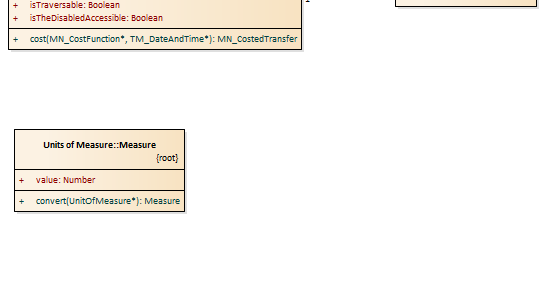 + isTraversable: Boolean
+ isTheDisabledAccessible: Boolean
+ cost(MN_CostFunction*, TM_DateAndTime*): MN_CostedTransfer
Units of Measure::Measure
{root}
+ value: Number
+ convert(UnitOfMeasure*): Measure